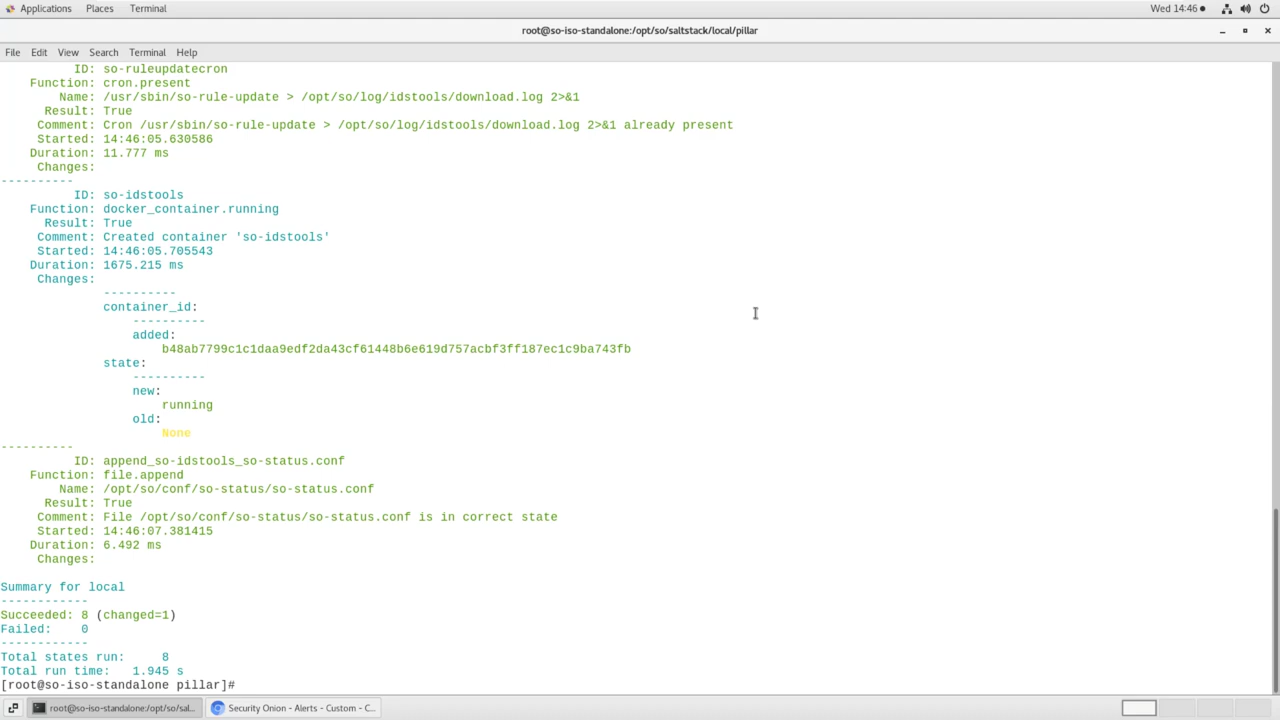 Applications Places Terminal Wed 14:46
root@so-iso-standalone:/opt/so/saltstack/local/pillar
File Edit View Search Terminal Help
ID: so-ruleupdatecron
Function: cron.present
Name: /usr/sbin/so-rule-update > /opt/so/log/idstools/download.log 2>&1
Result: True
Comment: Cron /usr/sbin/so-rule-update > /opt/so/log/idstools/download.log 2>&1 already present
Started: 14:46:05.630586
Duration: 11.777 ms
Changes:
----------
ID: so-idstools
Function: docker_container.running
Result: True
Comment: Created container 'so-idstools'
Started: 14:46:05.705543
Duration: 1675.215 ms
Changes:
----------
container_id:
----------
added:
b48ab7799c1c1daa9edf2da43cf61448b6e619d757acbf3ff187ec1c9ba743fb
state:
----------
new:
running
old:
None
----------
ID: append_so-idstools_so-status.conf
Function: file.append
Name: /opt/so/conf/so-status/so-status.conf
Result: True
Comment: File /opt/so/conf/so-status/so-status.conf is in correct state
Started: 14:46:07.381415
Duration: 6.492 ms
Changes:
Summary for local
------------
Succeeded: 8 (changed=1)
Failed: 0
------------
Total states run: 8
Total run time: 1.945 s
[root@so-iso-standalone pillar]#
root@so-iso-standalone:/opt/so/sal... Security Onion - Alerts - Custom - C...